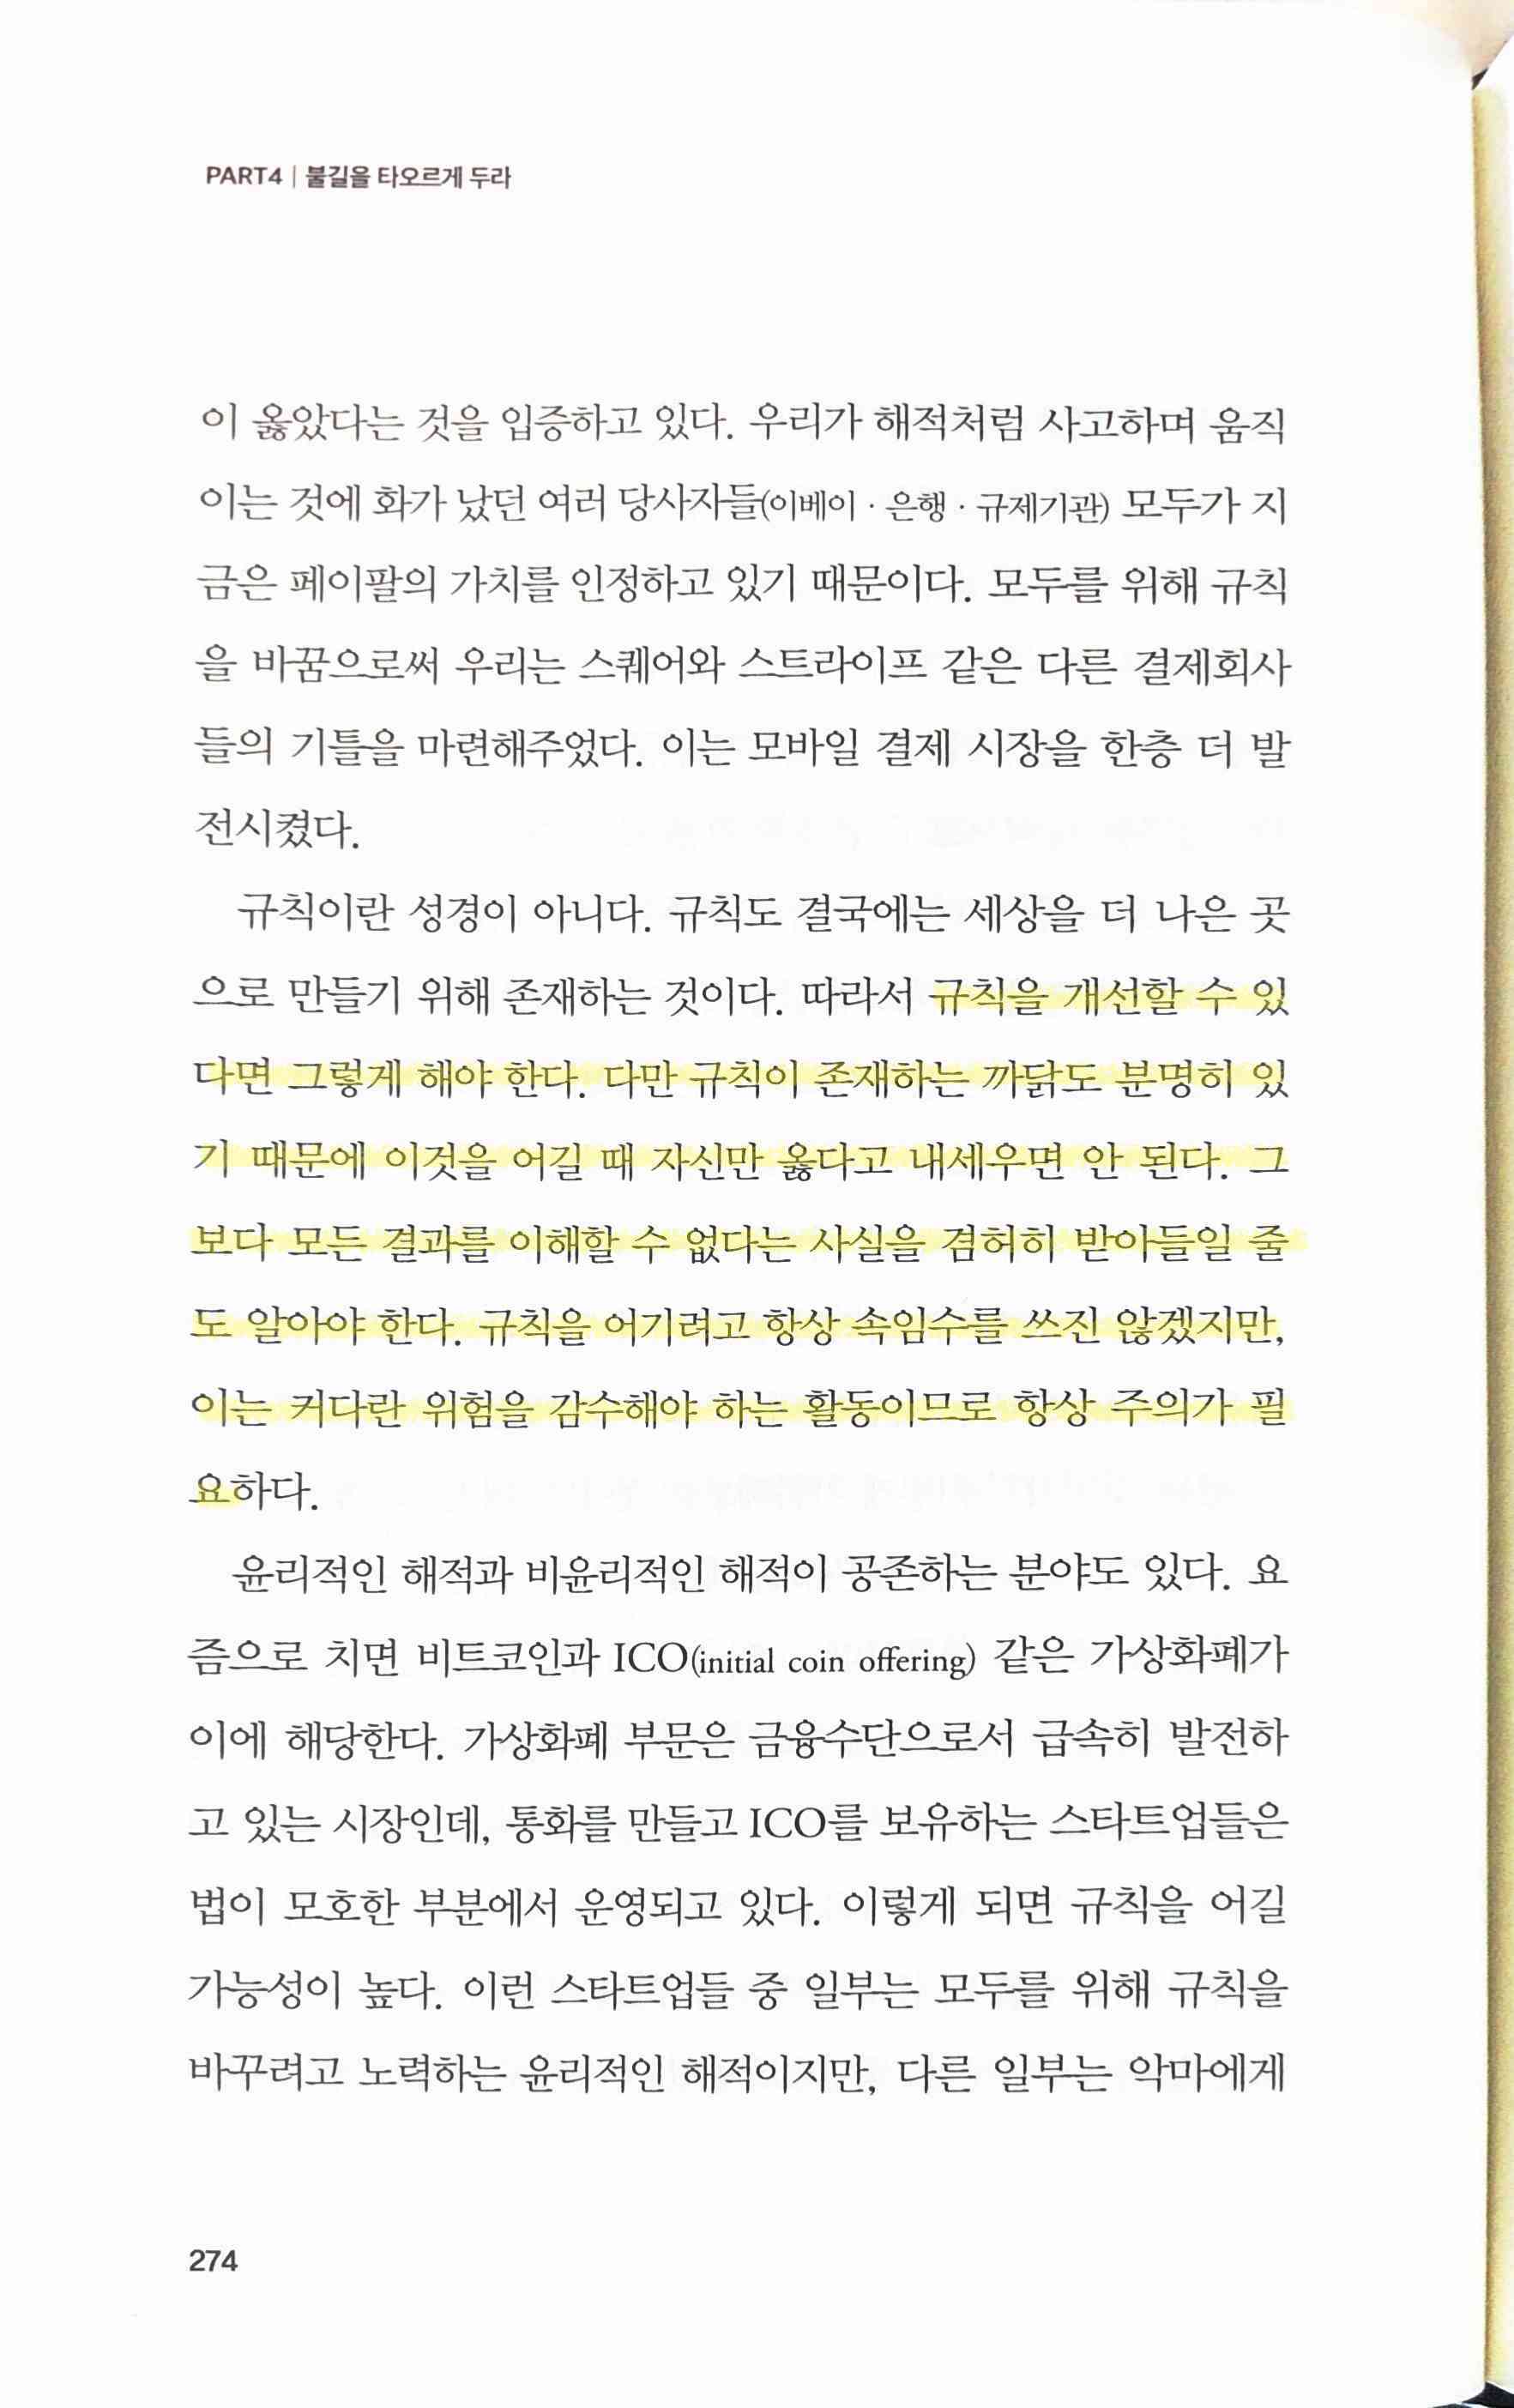 PART4 | 불길을 타오르게 두라
이 옳았다는 것을 입증하고 있다. 우리가 해적처럼 사고하며 움직
이는 것에 화가 났던 여러 당사자들(이베이 · 은행 · 규제기관) 모두가 지
금은 페이팔의 가치를 인정하고 있기 때문이다. 모두를 위해 규칙
을 바꿈으로써 우리는 스퀘어와 스트라이프 같은 다른 결제회사
들의 기틀을 마련해주었다. 이는 모바일 결제 시장을 한층 더 발
전시켰다.
규칙이란 성경이 아니다. 규칙도 결국에는 세상을 더 나은 곳
으로 만들기 위해 존재하는 것이다. 따라서 규칙을 개선할 수 있
다면 그렇게 해야 한다. 다만 규칙이 존재하는 까닭도 분명히 있
기 때문에 이것을 어길 때 자신만 옳다고 내세우면 안 된다. 그
보다 모든 결과를 이해할 수 없다는 사실을 겸허히 받아들일 줄
도 알아야 한다. 규칙을 어기려고 항상 속임수를 쓰진 않겠지만,
이는 커다란 위험을 감수해야 하는 활동이므로 항상 주의가 필
요하다.
윤리적인 해적과 비윤리적인 해적이 공존하는 분야도 있다. 요
즘으로 치면 비트코인과 ICO(initial coin offering) 같은 가상화폐가
이에 해당한다. 가상화폐 부문은 금융수단으로서 급속히 발전하
고 있는 시장인데, 통화를 만들고 ICO를 보유하는 스타트업들은
법이 모호한 부분에서 운영되고 있다. 이렇게 되면 규칙을 어길
가능성이 높다. 이런 스타트업들 중 일부는 모두를 위해 규칙을
바꾸려고 노력하는 윤리적인 해적이지만, 다른 일부는 악마에게
274